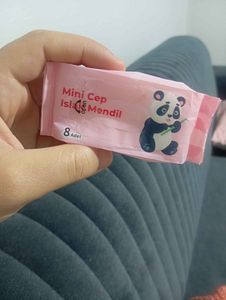 Mini Cep
Islak Mendil
8 Adet